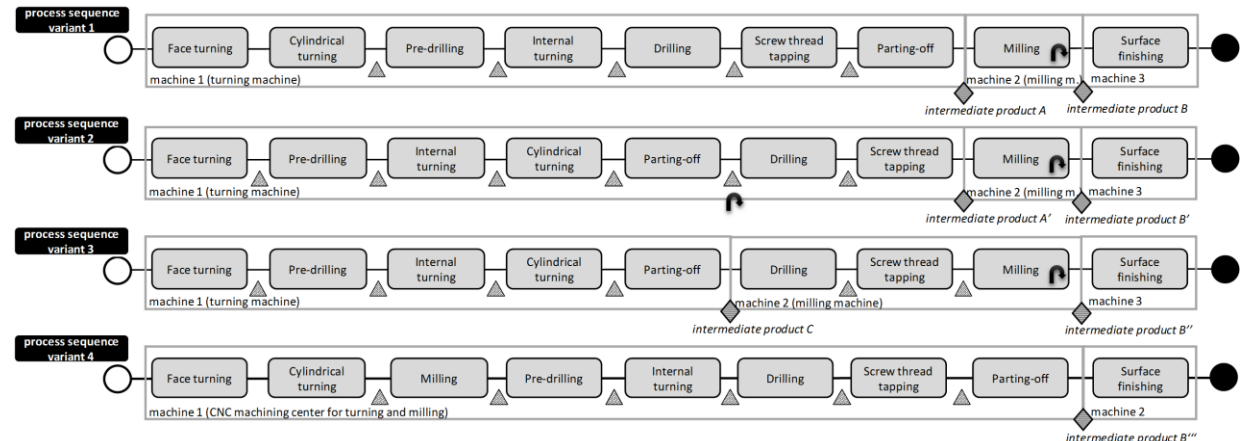 process sequence
variant 1
Face turning
Cylindrical
turning
Pre-drilling
Internal
turning
Drilling
Screw thread
tapping
Parting-off
Milling
Surface
finishing
machine 1 (turning machine)
machine 2 (milling m.)
machine 3
intermediate product A
intermediate product B
process sequence
variant 2
Face turning
Pre-drilling
Internal
turning
Cylindrical
turning
Parting-off
Drilling
Screw thread
tapping
Milling
Surface
finishing
machine 1 (turning machine)
machine 2 (milling m.)
machine 3
intermediate product A'
intermediate product B'
process sequence
variant 3
Face turning
Pre-drilling
Internal
turning
Cylindrical
turning
Parting-off
Drilling
Screw thread
tapping
Milling
Surface
finishing
machine 1 (turning machine)
machine 2 (milling machine)
machine 3
intermediate product C
intermediate product B''
process sequence
variant 4
Face turning
Cylindrical
turning
Milling
Pre-drilling
Internal
turning
Drilling
Screw thread
tapping
Parting-off
Surface
finishing
machine 1 (CNC machining center for turning and milling)
machine 2
intermediate product B'''